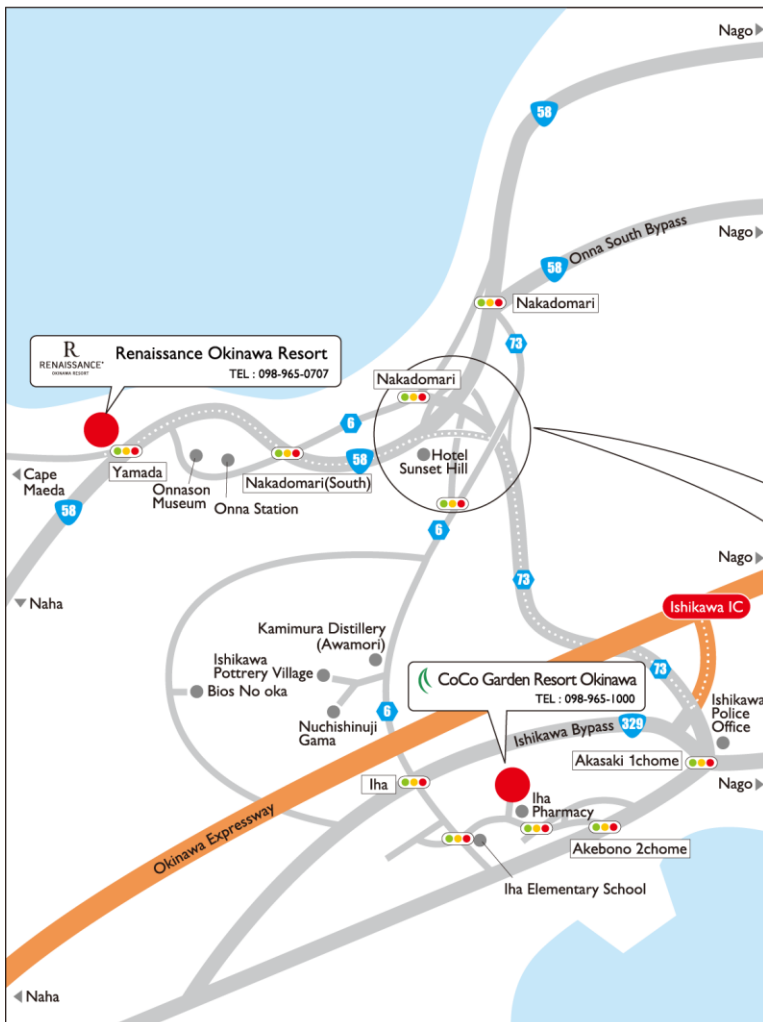 Nago
58
Onna South Bypass
Nago
58
Nakadomari
R
RENAISSANCE
OKINAWA RESORT
Renaissance Okinawa Resort
TEL : 098-965-0707
73
Nakadomari
6
Hotel
Sunset Hill
58
Yamada
Cape
Maeda
Onnason
Museum
Onna Station
Nakadomari(South)
58
6
Nago
73
Naha
Ishikawa IC
Kamimura Distillery
(Awamori)
Ishikawa
Pottrery Village
Bios No oka
Nuchishinuji
Gama
6
CoCo Garden Resort Okinawa
TEL : 098-965-1000
73
Ishikawa
Police
Office
329
Ishikawa Bypass
Akasaki 1chome
Nago
Iha
Iha
Pharmacy
Akebono 2chome
Okinawa Expressway
Iha Elementary School
Naha